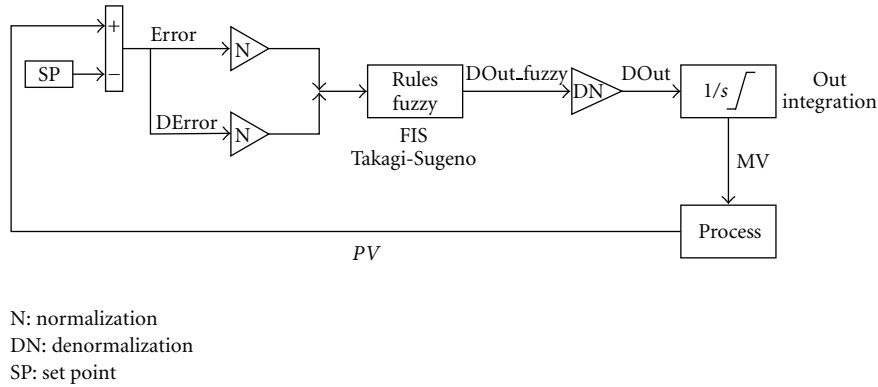 +
Error
N
SP
−
DError
N
Rules
fuzzy
FIS
Takagi-Sugeno
DOut_fuzzy
DN
DOut
1/s
Out
integration
MV
Process
PV
N: normalization
DN: denormalization
SP: set point